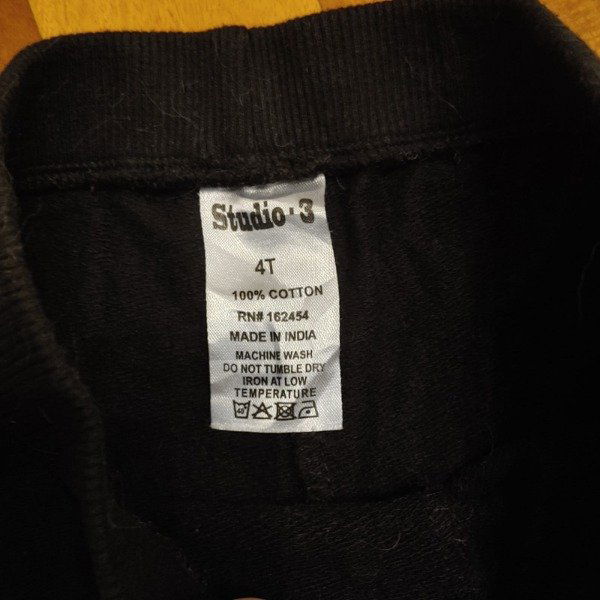 Studio·3
4T
100% COTTON
RN# 162454
MADE IN INDIA
MACHINE WASH
DO NOT TUMBLE DRY
IRON AT LOW
TEMPERATURE